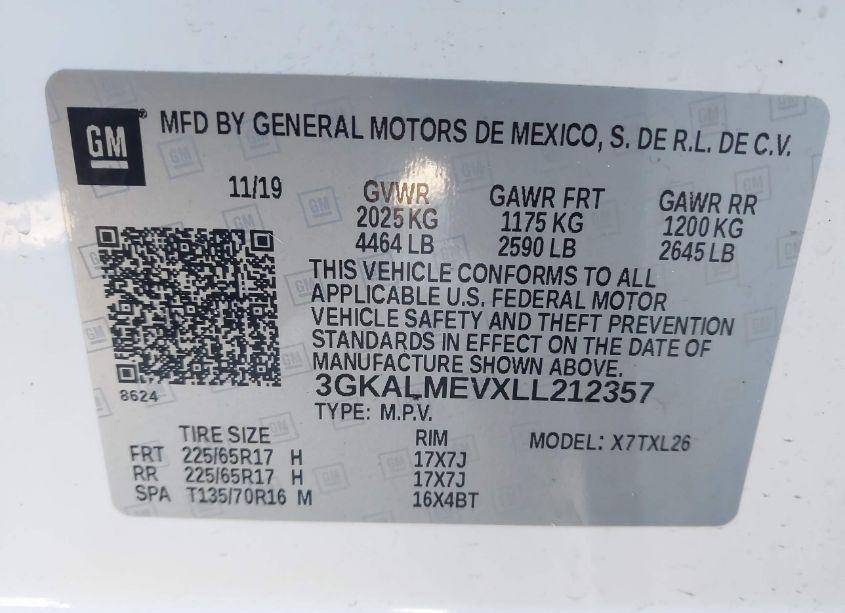 GM ® MFD BY GENERAL MOTORS DE MEXICO, S. DE R.L. DE C.V.
11/19 GVWR GAWR FRT GAWR RR
2025 KG 1175 KG 1200 KG
4464 LB 2590 LB 2645 LB
THIS VEHICLE CONFORMS TO ALL
APPLICABLE U.S. FEDERAL MOTOR
VEHICLE SAFETY AND THEFT PREVENTION
STANDARDS IN EFFECT ON THE DATE OF
MANUFACTURE SHOWN ABOVE.
8624 3GKALMEVXLL212357
TYPE: M.P.V.
TIRE SIZE RIM MODEL: X7TXL26
FRT 225/65R17 H 17X7J
RR 225/65R17 H 17X7J
SPA T135/70R16 M 16X4BT